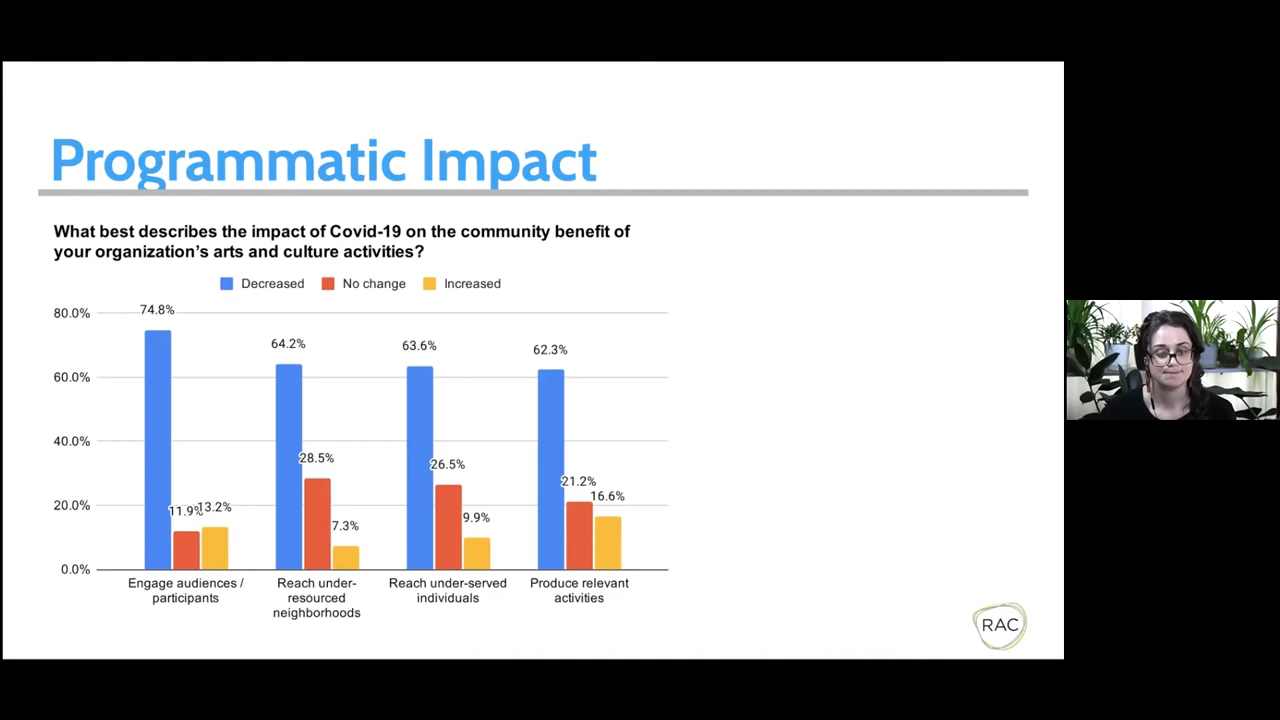 Programmatic Impact
What best describes the impact of Covid-19 on the community benefit of
your organization's arts and culture activities?
Decreased No change Increased
80.0%
60.0%
40.0%
20.0%
0.0%
74.8%
11.9%
13.2%
64.2%
28.5%
7.3%
63.6%
26.5%
9.9%
62.3%
21.2%
16.6%
Engage audiences /
participants
Reach under-
resourced
neighborhoods
Reach under-served
individuals
Produce relevant
activities
RAC